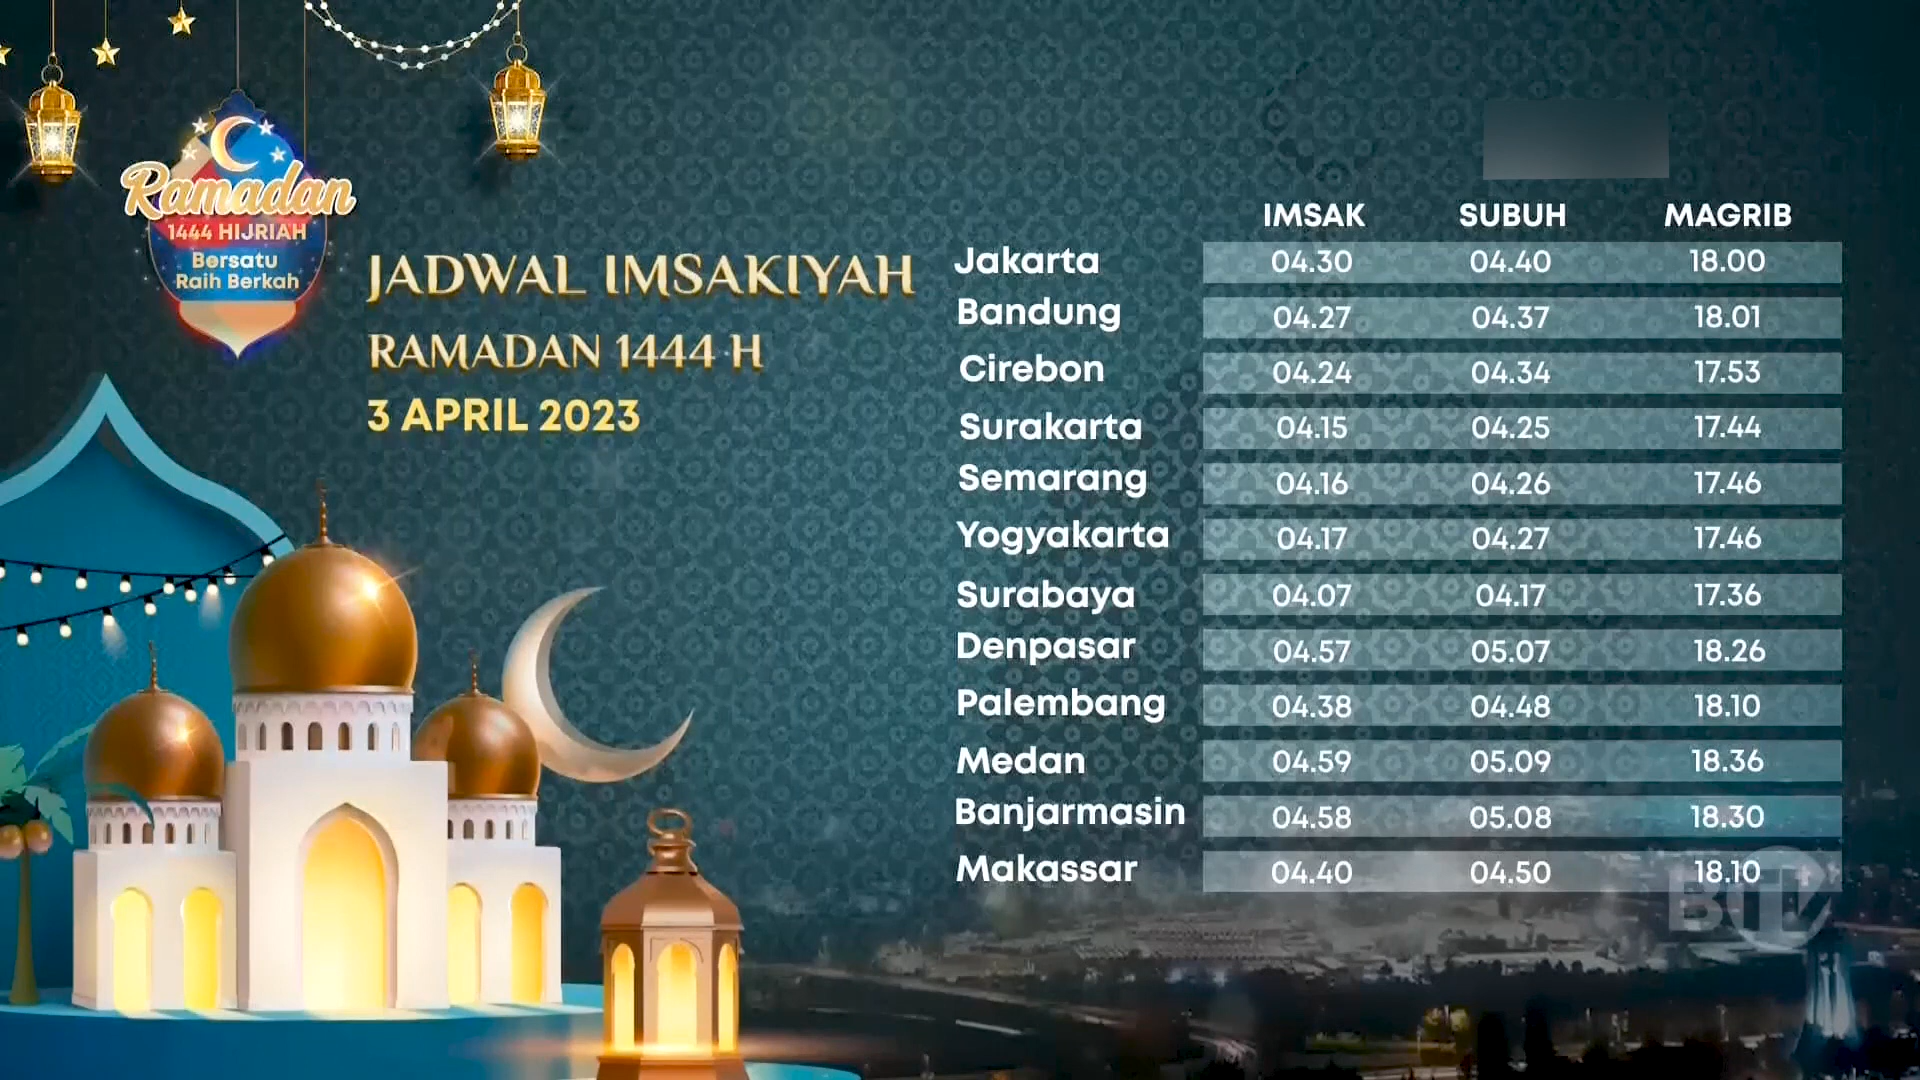 Ramadan
1444 HIJRIAH
Bersatu
Raih Berkah
JADWAL IMSAKIYAH
RAMADAN 1444 H
3 APRIL 2023
IMSAK SUBUH MAGRIB
Jakarta 04.30 04.40 18.00
Bandung 04.27 04.37 18.01
Cirebon 04.24 04.34 17.53
Surakarta 04.15 04.25 17.44
Semarang 04.16 04.26 17.46
Yogyakarta 04.17 04.27 17.46
Surabaya 04.07 04.17 17.36
Denpasar 04.57 05.07 18.26
Palembang 04.38 04.48 18.10
Medan 04.59 05.09 18.36
Banjarmasin 04.58 05.08 18.30
Makassar 04.40 04.50 18.10
BTV